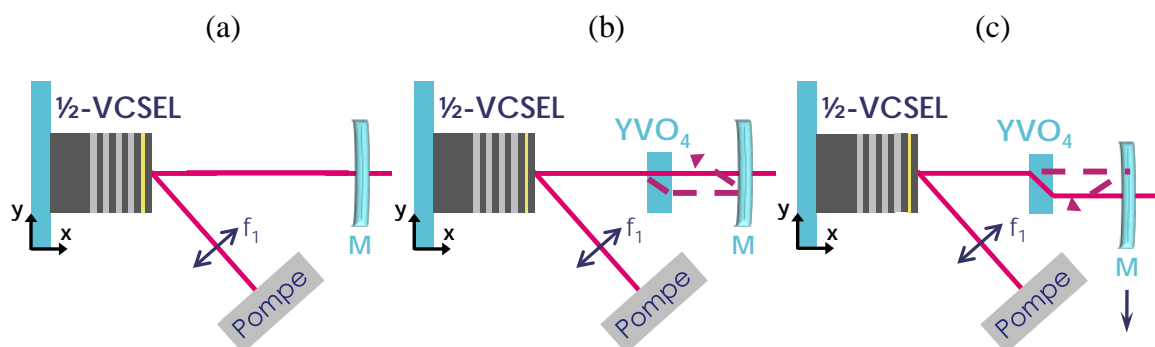 (a)
½-VCSEL
y
x
f₁
M
Pompe
(b)
½-VCSEL
YVO₄
y
x
f₁
M
Pompe
(c)
½-VCSEL
YVO₄
y
x
f₁
M
Pompe